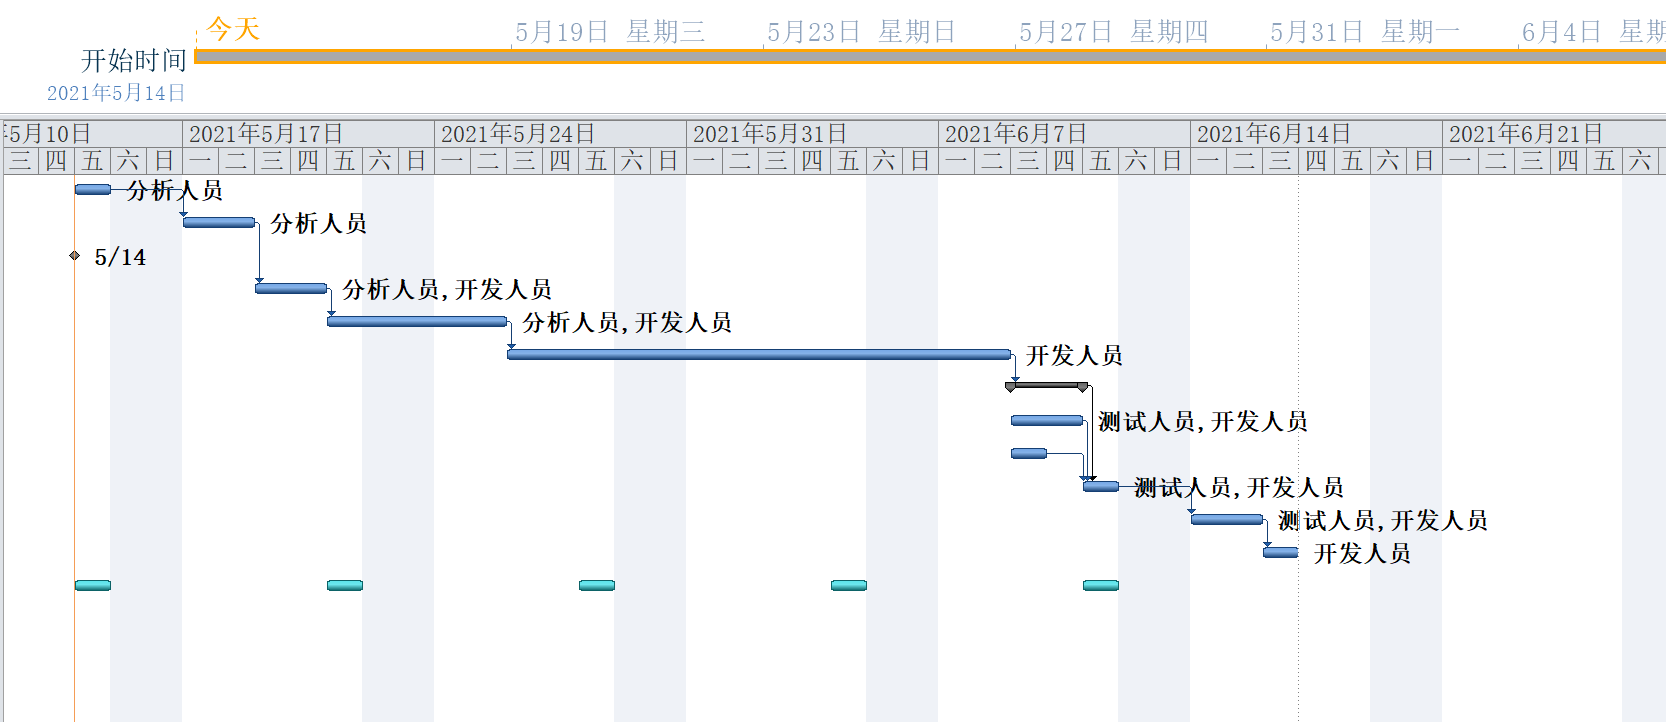 今天
5月19日 星期三 5月23日 星期日 5月27日 星期四 5月31日 星期一 6月4日 星期
开始时间
2021年5月14日
5月10日 2021年5月17日 2021年5月24日 2021年5月31日 2021年6月7日 2021年6月14日 2021年6月21日
三 四 五 六 日 一 二 三 四 五 六 日 一 二 三 四 五 六 日 一 二 三 四 五 六 日 一 二 三 四 五 六 日 一 二 三 四 五 六 日 一 二 三 四 五 六
分析人员
分析人员
5/14
分析人员,开发人员
分析人员,开发人员
开发人员
测试人员,开发人员
测试人员,开发人员
测试人员,开发人员
开发人员